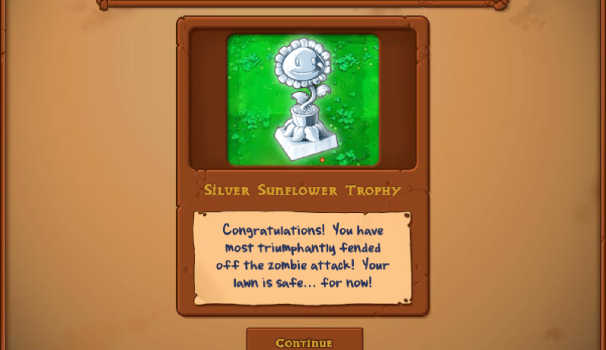 Silver Sunflower Trophy
Congratulations! You have
most triumphantly fended
off the zombie attack! Your
lawn is safe... for now!
Continue